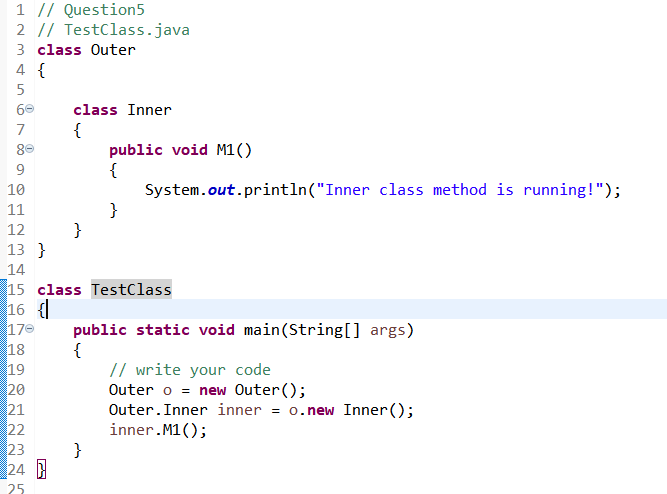 1 // Question5
2 // TestClass.java
3 class Outer
4 {
5
6 class Inner
7 {
8 public void M1()
9 {
10 System.out.println("Inner class method is running!");
11 }
12 }
13 }
14
15 class TestClass
16 {
17 public static void main(String[] args)
18 {
19 // write your code
20 Outer o = new Outer();
21 Outer.Inner inner = o.new Inner();
22 inner.M1();
23 }
24 }
25